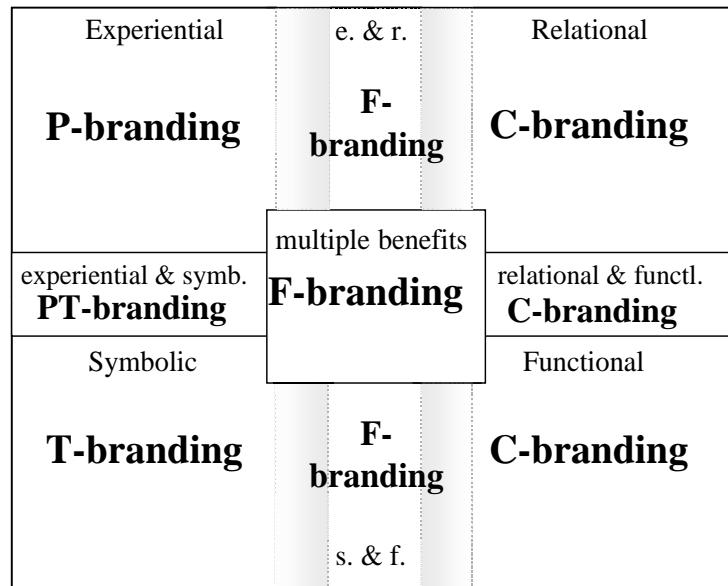 Experiential
e. & r.
Relational
P-branding
F-
branding
C-branding
multiple benefits
F-branding
experiential & symb.
PT-branding
relational & functl.
C-branding
Symbolic
Functional
T-branding
F-
branding
C-branding
s. & f.